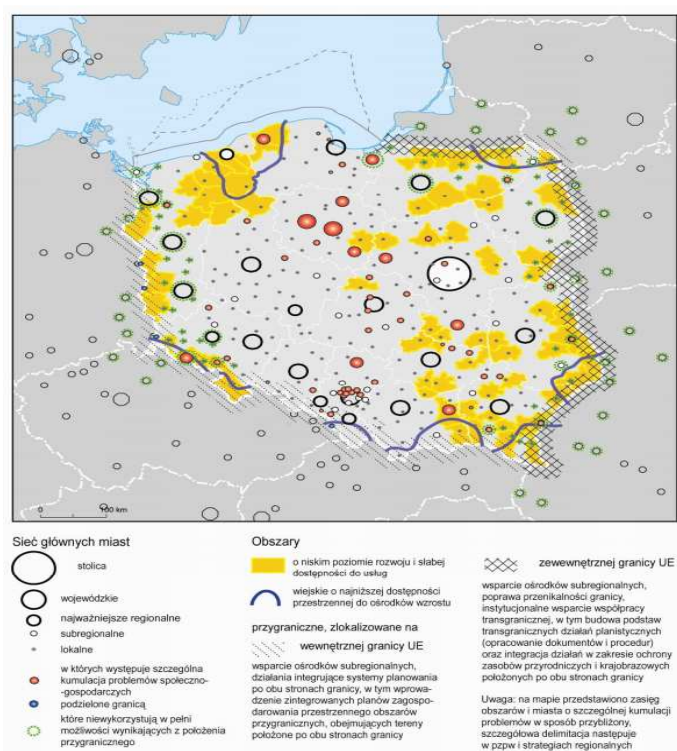 0 100 km
Sieć głównych miast
stolica
wojewódzkie
najważniejsze regionalne
subregionalne
lokalne
w których występuje szczególna
kumulacja problemów społeczno-
-gospodarczych
podzielone granicą
które niewykorzystują w pełni
możliwości wynikających z położenia
przygranicznego
Obszary
o niskim poziomie rozwoju i słabej
dostępności do usług
wiejskie o najniższej dostępności
przestrzennej do ośrodków wzrostu
przygraniczne, zlokalizowane na
wewnętrznej granicy UE
wsparcie ośrodków subregionalnych,
działania integrujące systemy planowania
po obu stronach granicy, w tym wprowa-
dzenie zintegrowanych planów zagospo-
darowania przestrzennego obszarów
przygranicznych, obejmujących tereny
położone po obu stronach granicy
zewewnętrznej granicy UE
wsparcie ośrodków subregionalnych,
poprawa przenikalności granicy,
instytucjonalne wsparcie współpracy
transgranicznej, w tym budowa podstaw
transgranicznych działań planistycznych
(opracowanie dokumentów i procedur)
oraz integracja działań w zakresie ochrony
zasobów przyrodniczych i krajobrazowych
położonych po obu stronach granicy
Uwaga: na mapie przedstawiono zasięg
obszarów i miasta o szczególnej kumulacji
problemów w sposób przybliżony,
szczegółowa delimitacja następuje
w pzpw i strategiach regionalnych